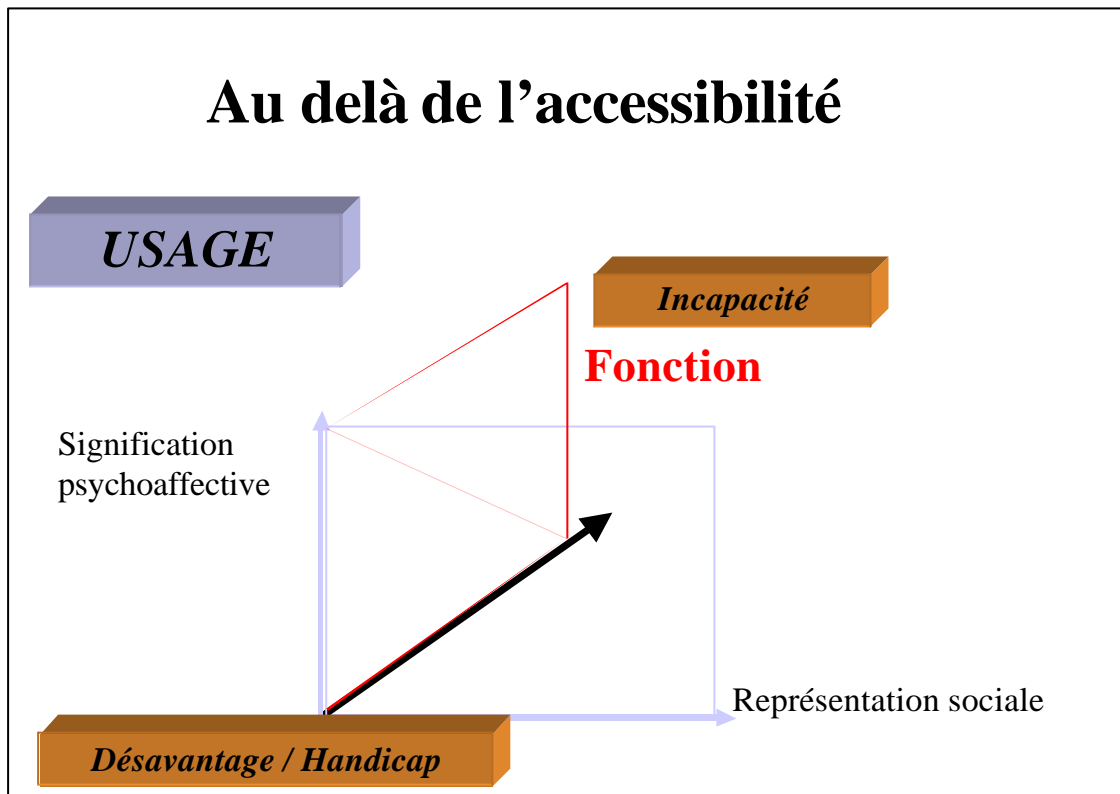 Au delà de l’accessibilité
USAGE
Incapacité
Fonction
Signification
psychoaffective
Représentation sociale
Désavantage / Handicap